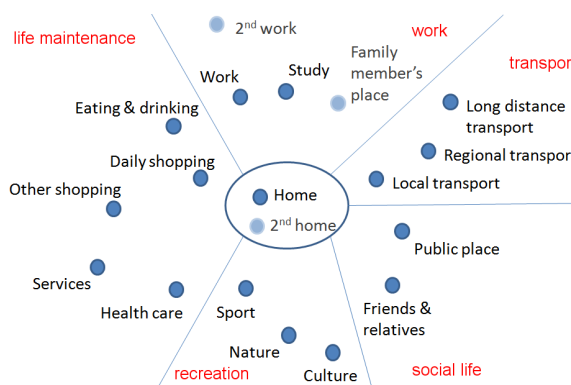 2nd work
life maintenance
work
Family
member's
place
Study
Work
transpor
Eating & drinking
Long distance
transport
Daily shopping
Regional transpor
Other shopping
Home
Local transport
2nd home
Public place
Services
Health care
Sport
Friends &
relatives
Nature
recreation
Culture
social life